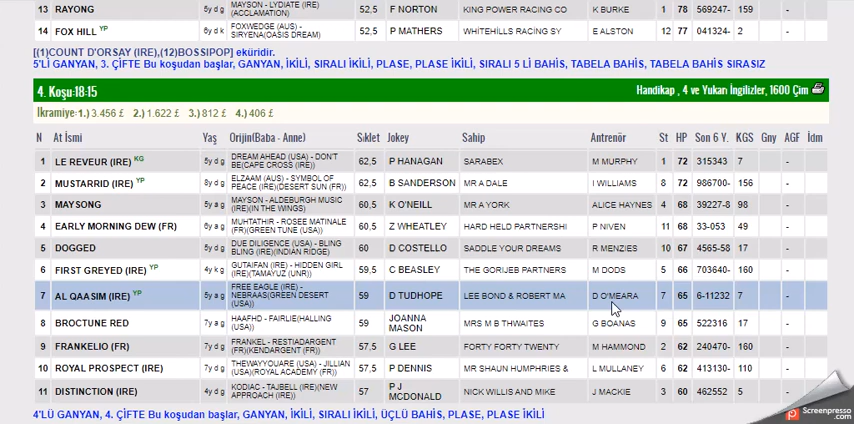 13 RAYONG 5y d g MAYSON - LYDIATE (IRE) (ACCLAMATION) 52,5 F NORTON KING POWER RACING CO K BURKE 1 78 569247- 159
14 FOX HILL YP 6y d k FOXWEDGE (AUS) - SIRYENA(OASIS DREAM) 52,5 P MATHERS WHİTEHİLLS RACİNG SY E ALSTON 12 77 041324- 2
[(1)COUNT D'ORSAY (IRE),(12)BOSSIPOP] eküridir.
5'Lİ GANYAN, 3. ÇİFTE Bu koşudan başlar, GANYAN, İKİLİ, SIRALI İKİLİ, PLASE, PLASE İKİLİ, SIRALI 5 Lİ BAHİS, TABELA BAHİS, TABELA BAHİS SIRASIZ
4. Koşu:18:15 Handikap , 4 ve Yukarı İngilizler, 1600 Çim
İkramiye: 1.) 3.456 £ 2.) 1.622 £ 3.) 812 £ 4.) 406 £
N At İsmi Yaş Orijin(Baba - Anne) Sıklet Jokey Sahip Antrenör St HP Son 6 Y. KGS Gny AGF İdm
1 LE REVEUR (IRE) KG 5y d g DREAM AHEAD (USA) - DON'T BE(CAPE CROSS (IRE)) 62,5 P HANAGAN SARABEX M MURPHY 1 72 315343 7 -
2 MUSTARRID (IRE) YP 8y d g ELZAAM (AUS) - SYMBOL OF PEACE (IRE)(DESERT SUN (FR)) 62,5 B SANDERSON MR A DALE I WILLIAMS 8 72 986700- 156 -
3 MAYSONG 5y a g MAYSON - ALDEBURGH MUSIC (IRE)(IN THE WINGS) 60,5 K O'NEILL MR A YORK ALICE HAYNES 4 68 39227-8 98 -
4 EARLY MORNING DEW (FR) 6y a g MUHTATHIR - ROSEE MATINALE (FR)(GREEN TUNE (USA)) 60,5 Z WHEATLEY HARD HELD PARTNERSHI P NIVEN 11 68 33-053 49 -
5 DOGGED 5y d g DUE DILIGENCE (USA) - BLING BLING (IRE)(INDIAN RIDGE) 60 D COSTELLO SADDLE YOUR DREAMS R MENZIES 10 67 4565-58 17 -
6 FIRST GREYED (IRE) YP 4y k g GUTAIFAN (IRE) - HIDDEN GIRL (IRE)(TAMAYUZ (UNR)) 59,5 C BEASLEY THE GORIJEB PARTNERS M DODS 5 66 703640- 160 -
7 AL QAASIM (IRE) YP 5y a g FREE EAGLE (IRE) - NEBRAAS(GREEN DESERT (USA)) 59 D TUDHOPE LEE BOND & ROBERT MA D O'MEARA 7 65 6-11232 7 -
8 BROCTUNE RED 7y a g HAAFHD - FAIRLIE(HALLING (USA)) 59 JOANNA MASON MRS M B THWAITES G BOANAS 9 65 522316 17 -
9 FRANKELIO (FR) 7y d g FRANKEL - RESTIADARGENT (FR)(KENDARGENT (FR)) 57,5 G LEE FORTY FORTY TWENTY M HAMMOND 2 62 240470- 160 -
10 ROYAL PROSPECT (IRE) 7y d g THEWAYYOUARE (USA) - JILLIAN (USA)(ROYAL ACADEMY (FR)) 57,5 P DENNIS MR SHAUN HUMPHRIES & L MULLANEY 6 62 413130- 110 -
11 DISTINCTION (IRE) 4y d g KODIAC - TAJBELL (IRE)(NEW APPROACH (IRE)) 57 P J MCDONALD NICK WILLIS AND MIKE J MACKIE 3 60 462552 5 -
4'LÜ GANYAN, 4. ÇİFTE Bu koşudan başlar, GANYAN, İKİLİ, SIRALI İKİLİ, ÜÇLÜ BAHİS, PLASE, PLASE İKİLİ
Screenpresso.com